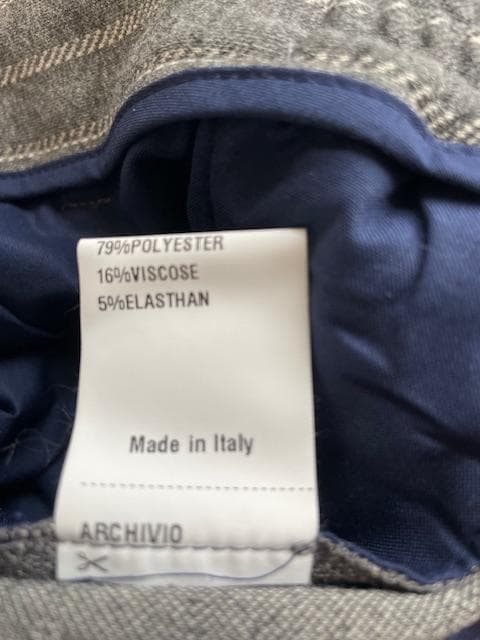 79%POLYESTER
16%VISCOSE
5%ELASTHAN
Made in Italy
ARCHIVIO